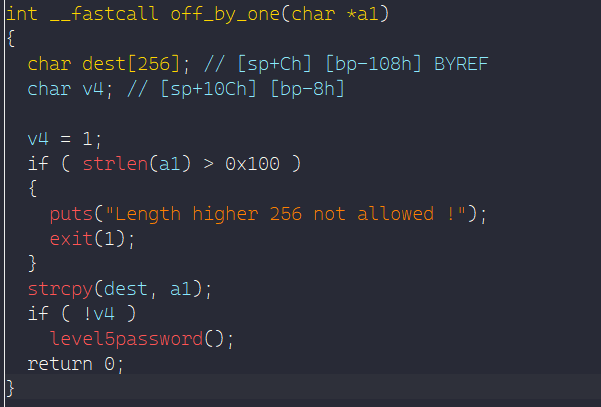 int __fastcall off_by_one(char *a1)
{
  char dest[256]; // [sp+Ch] [bp-108h] BYREF
  char v4; // [sp+10Ch] [bp-8h]

  v4 = 1;
  if ( strlen(a1) > 0x100 )
  {
    puts("Length higher 256 not allowed !");
    exit(1);
  }
  strcpy(dest, a1);
  if ( !v4 )
    level5password();
  return 0;
}